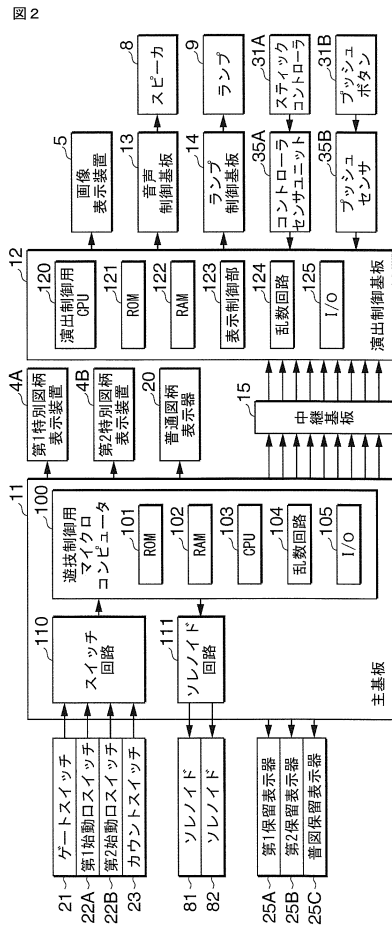 図2
21
ゲートスイッチ
22A
第1始動口スイッチ
22B
第2始動口スイッチ
23
カウントスイッチ
81
ソレノイド
82
ソレノイド
25A
第1保留表示器
25B
第2保留表示器
25C
普図保留表示器
11
主基板
110
スイッチ
回路
111
ソレノイド
回路
100
遊技制御用
マイクロ
コンピュータ
101
ROM
102
RAM
103
CPU
104
乱数回路
105
I/O
4A
第1特別図柄
表示装置
4B
第2特別図柄
表示装置
20
普通図柄
表示器
15
中継
基板
12
演出制御基板
120
演出制御用
CPU
121
ROM
122
RAM
123
表示制御部
124
乱数回路
125
I/O
5
画像
表示装置
13
音声
制御基板
8
スピーカ
14
ランプ
制御基板
9
ランプ
35A
コントローラ
センサユニット
31A
スティック
コントローラ
35B
プッシュ
センサ
31B
プッシュ
ボタン